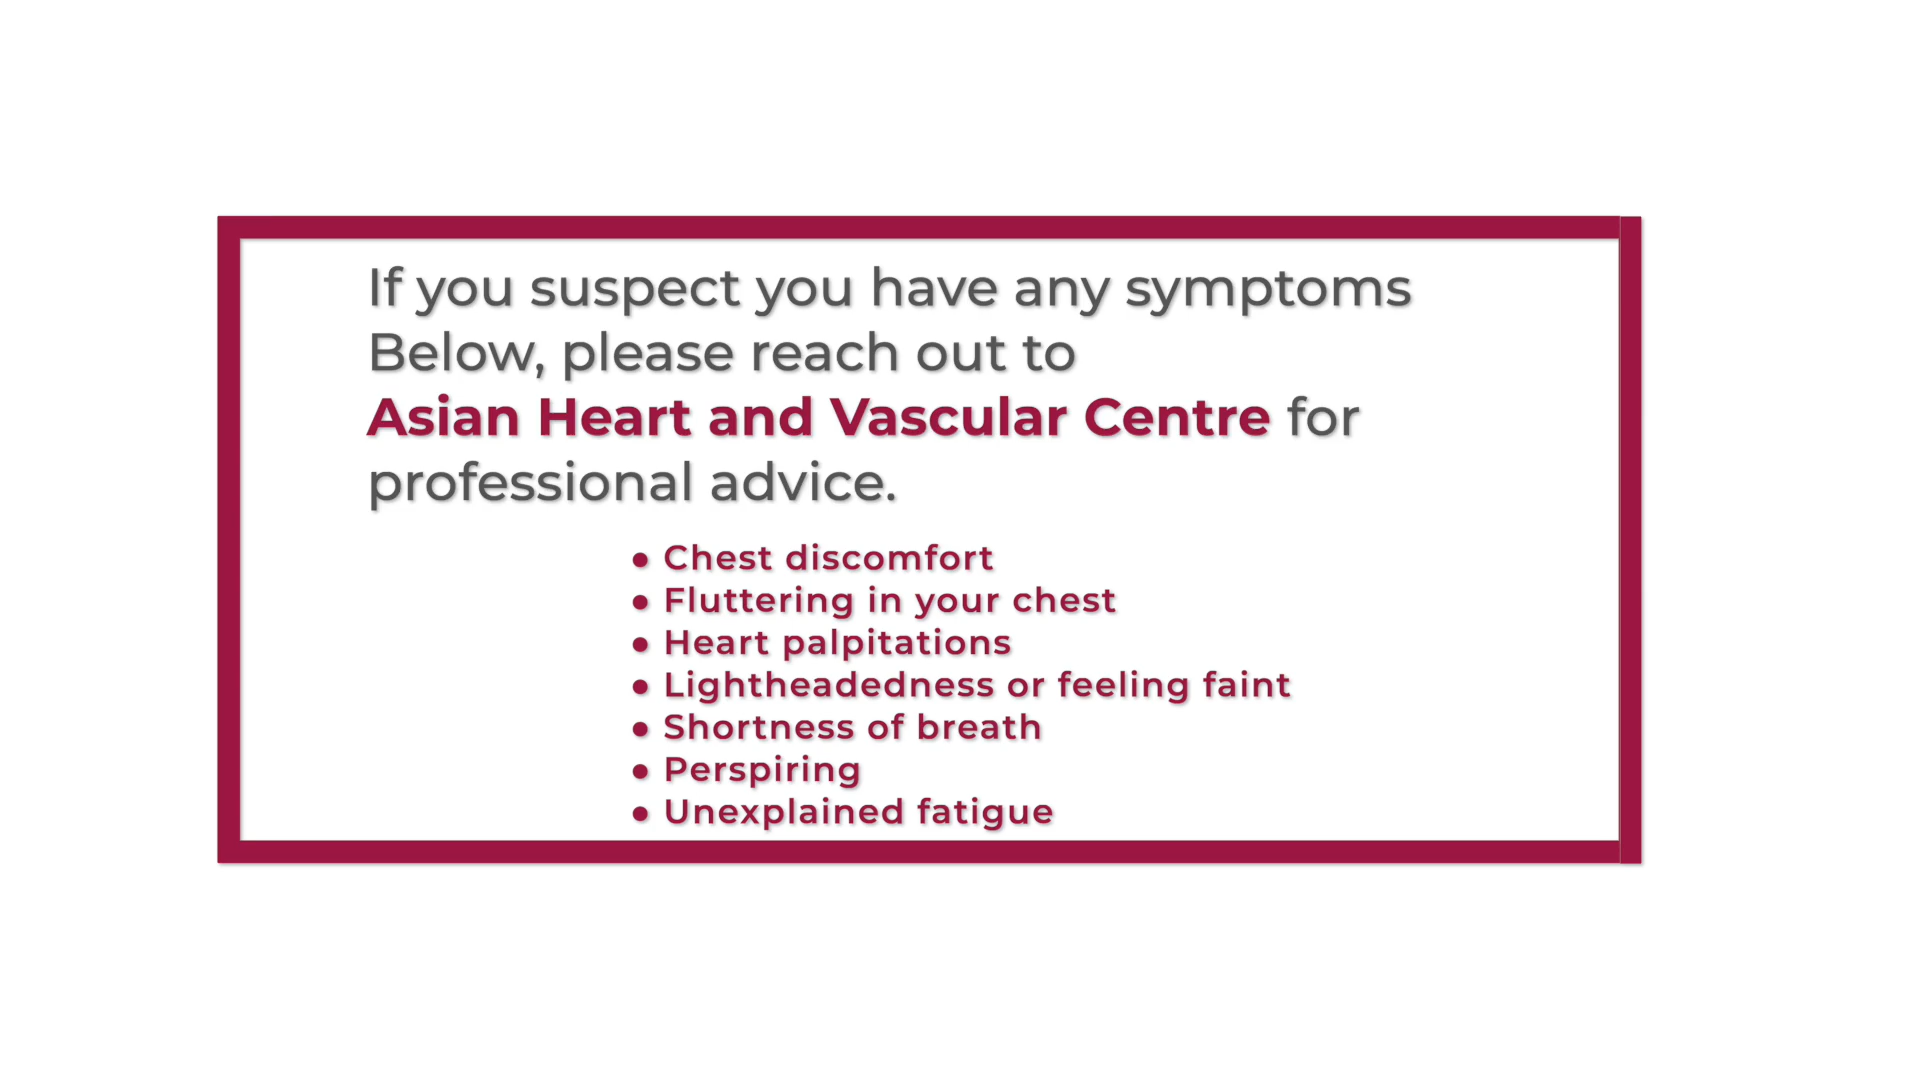 If you suspect you have any symptoms
Below, please reach out to
Asian Heart and Vascular Centre for
professional advice.
• Chest discomfort
• Fluttering in your chest
• Heart palpitations
• Lightheadedness or feeling faint
• Shortness of breath
• Perspiring
• Unexplained fatigue